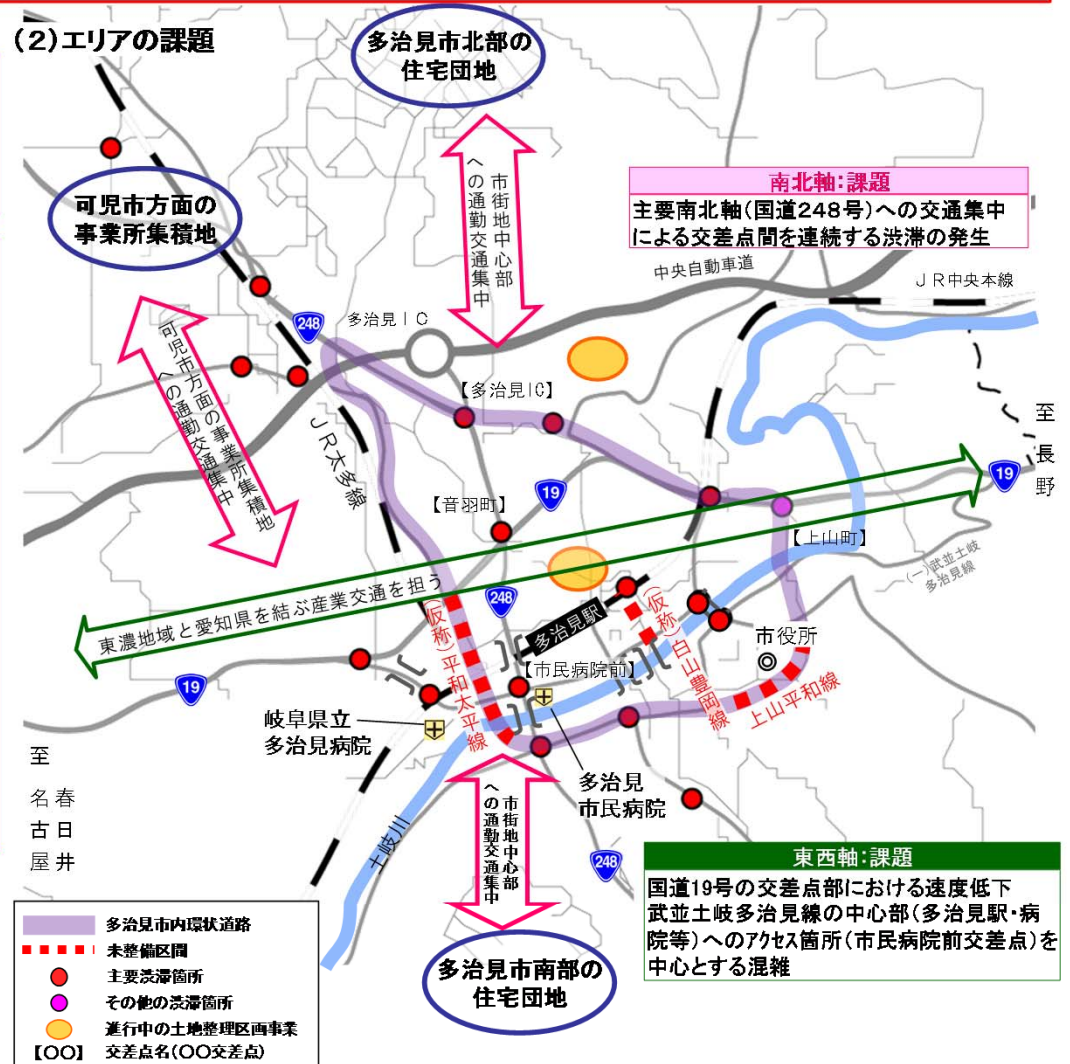 (2)エリアの課題
多治見市北部の
住宅団地
可児市方面の
事業所集積地
市街地中心部
への通勤交通集中
南北軸:課題
主要南北軸(国道248号)への交通集中
による交差点間を連続する渋滞の発生
中央自動車道
JR中央本線
248
多治見IC
可児市方面の事業所集積地
への通勤交通集中
【多治見IC】
JR太多線
至長野
19
【音羽町】
19
【上山町】
(一)武並土岐
多治見線
東濃地域と愛知県を結ぶ産業交通を担う
248
多治見駅
(仮称)平和太平線
(仮称)白山豊岡線
市役所
【市民病院前】
上山平和線
19
岐阜県立
多治見病院
多治見
市民病院
至
春日井
名古屋
土岐川
市街地中心部
への通勤交通集中
248
東西軸:課題
国道19号の交差点部における速度低下
武並土岐多治見線の中心部(多治見駅・病
院等)へのアクセス箇所(市民病院前交差点)を
中心とする混雑
多治見市南部の
住宅団地
多治見市内環状道路
未整備区間
主要渋滞箇所
その他の渋滞箇所
進行中の土地整理区画事業
【〇〇】 交差点名(〇〇交差点)